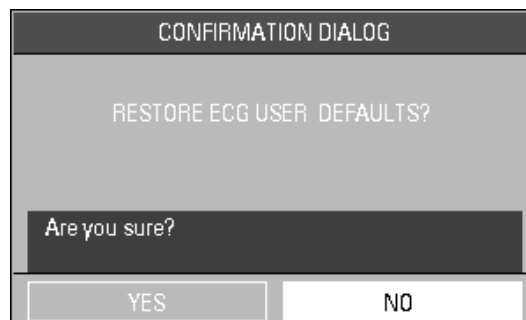 CONFIRMATION DIALOG
RESTORE ECG USER DEFAULTS?
Are you sure?
YES
NO